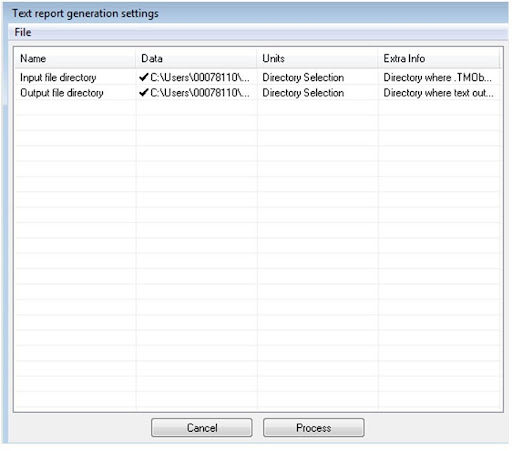 Text report generation settings
File
Name Data Units Extra Info
Input file directory ✔C:\Users\00078110\... Directory Selection Directory where .TMOb...
Output file directory ✔C:\Users\00078110\... Directory Selection Directory where text out...
Cancel Process